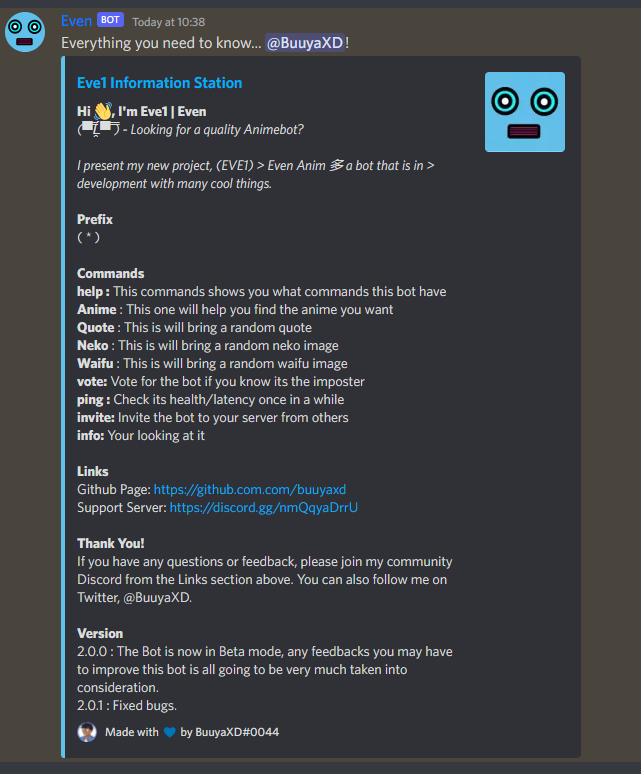 Even BOT Today at 10:38
Everything you need to know... @BuuyaXD!
Eve1 Information Station
Hi 👋, I'm Eve1 | Even
(▀̿Ĺ̯▀̿ ̿) - Looking for a quality Animebot?
I present my new project, (EVE1) > Even Anim 多 a bot that is in >
development with many cool things.
Prefix
( * )
Commands
help : This commands shows you what commands this bot have
Anime : This one will help you find the anime you want
Quote : This is will bring a random quote
Neko : This is will bring a random neko image
Waifu : This is will bring a random waifu image
vote: Vote for the bot if you know its the imposter
ping : Check its health/latency once in a while
invite: Invite the bot to your server from others
info: Your looking at it
Links
Github Page: https://github.com.com/buuyaxd
Support Server: https://discord.gg/nmQqyaDrrU
Thank You!
If you have any questions or feedback, please join my community
Discord from the Links section above. You can also follow me on
Twitter, @BuuyaXD.
Version
2.0.0 : The Bot is now in Beta mode, any feedbacks you may have
to improve this bot is all going to be very much taken into
consideration.
2.0.1 : Fixed bugs.
Made with 💙 by BuuyaXD#0044